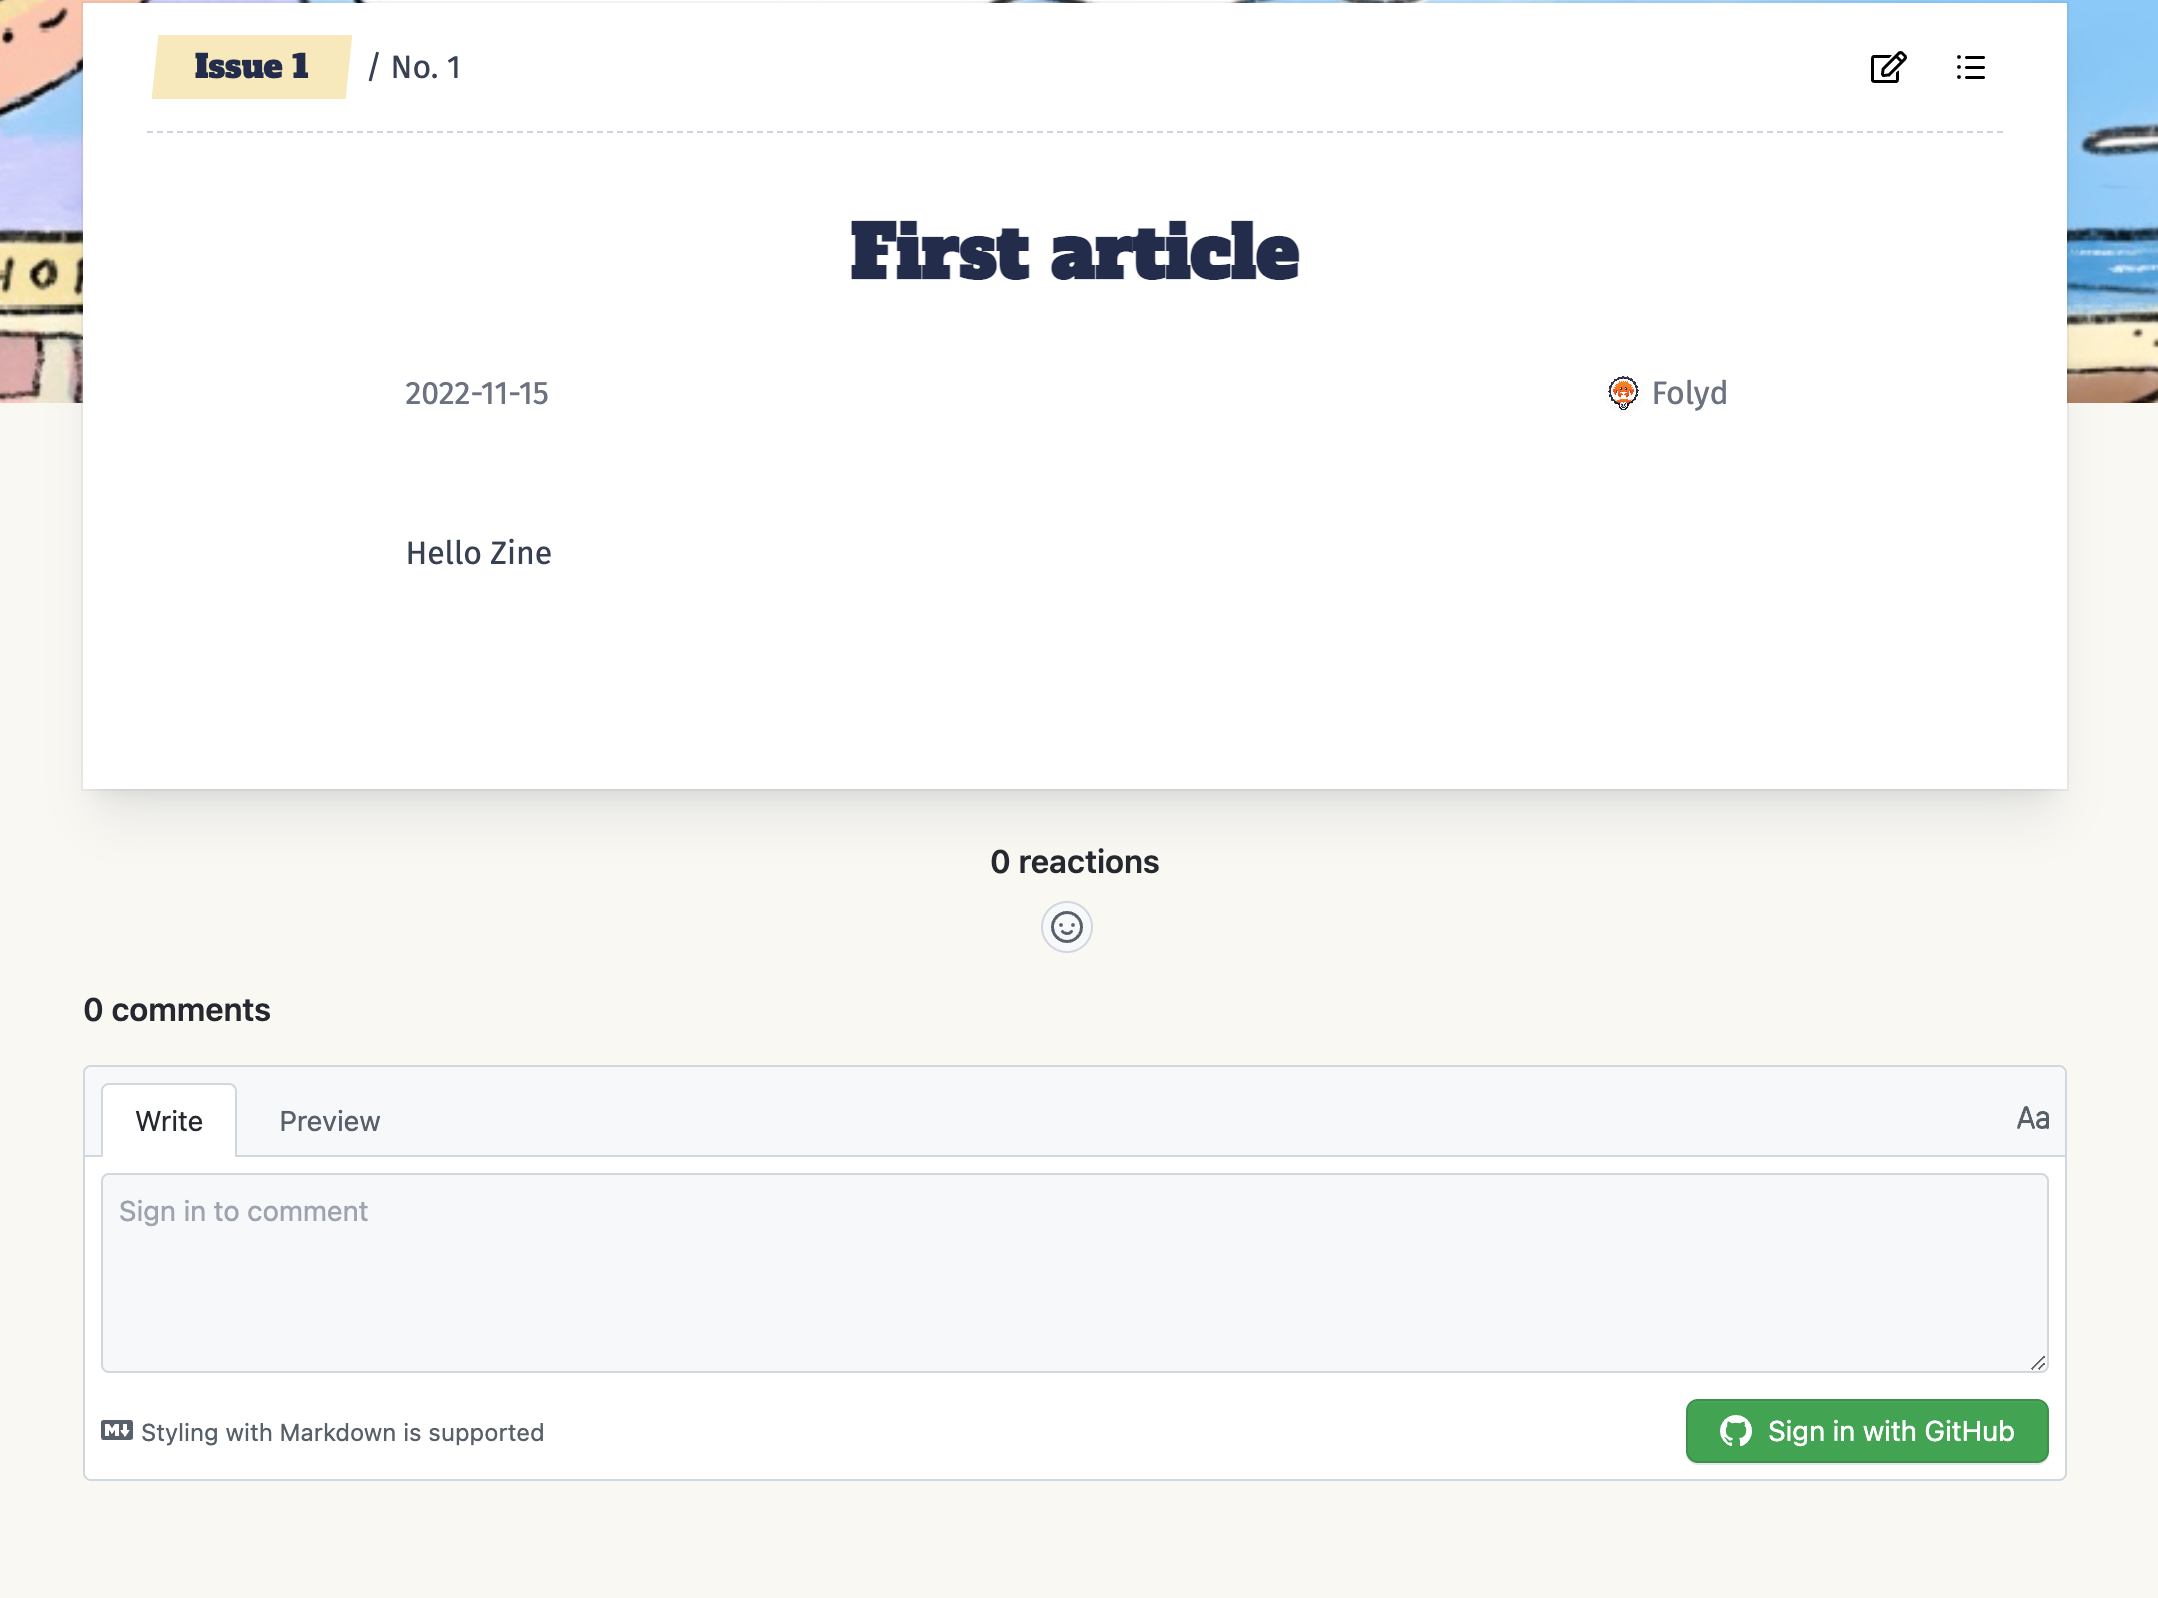 Issue 1 / No. 1
First article
HO
2022-11-15 Folyd
Hello Zine
0 reactions
0 comments
Write Preview Aa
Sign in to comment
M↓ Styling with Markdown is supported Sign in with GitHub